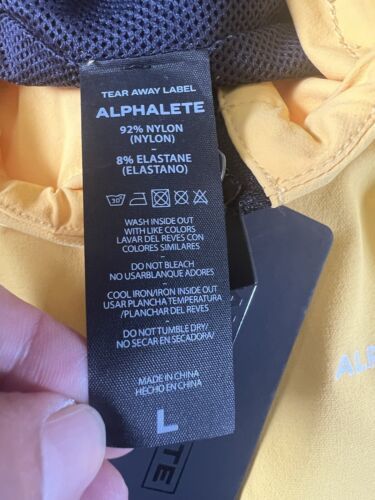 TEAR AWAY LABEL
ALPHALETE
92% NYLON
(NYLON)
–
8% ELASTANE
(ELASTANO)
–
30°
WASH INSIDE OUT
WITH LIKE COLORS
LAVAR DEL REVES CON
COLORES SIMILARES
–
DO NOT BLEACH
NO USARBLANQUE ADORES
–
COOL IRON/IRON INSIDE OUT
USAR PLANCHA TEMPERATURA
/PLANCHAR DEL REVES
–
DO NOT TUMBLE DRY/
NO SECAR EN SECADORA/
–
MADE IN CHINA
HECHO EN CHINA
L
AL
TE